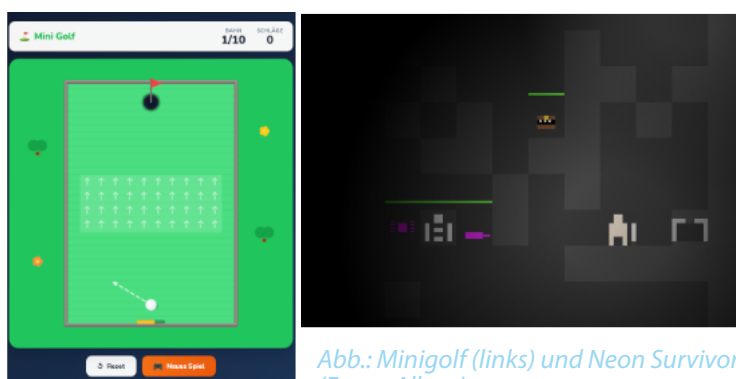 Mini Golf
BAHN
1/10
SCHLÄGE
0
Reset
Neues Spiel
Abb.: Minigolf (links) und Neon Survivor